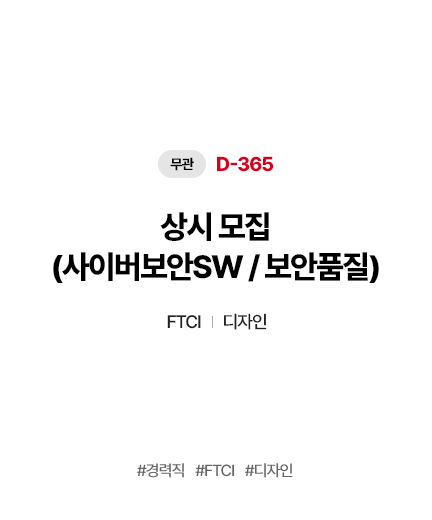 무관 D-365
상시 모집
(사이버보안SW / 보안품질)
FTCI | 디자인
#경력직 #FTCI #디자인